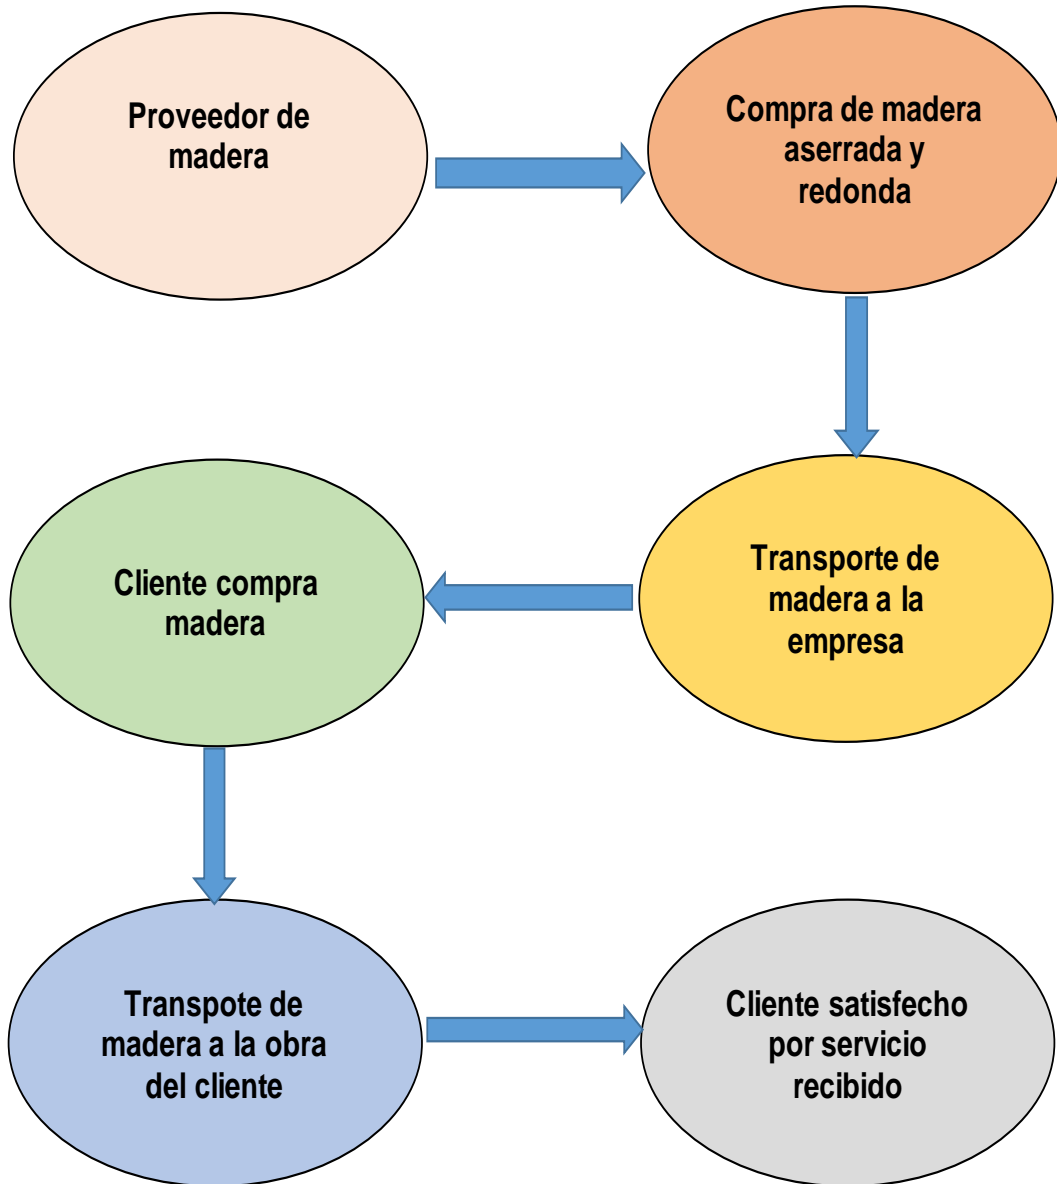 Proveedor de
madera
Compra de madera
aserrada y
redonda
Transporte de
madera a la
empresa
Cliente compra
madera
Transpote de
madera a la obra
del cliente
Cliente satisfecho
por servicio
recibido